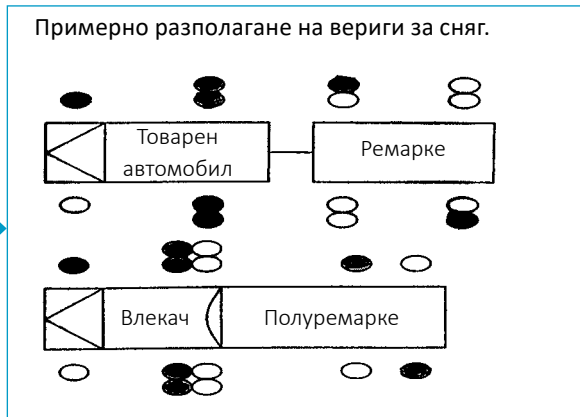 Примерно разполагане на вериги за сняг.
Товарен
автомобил
Ремарке
Влекач
Полуремарке